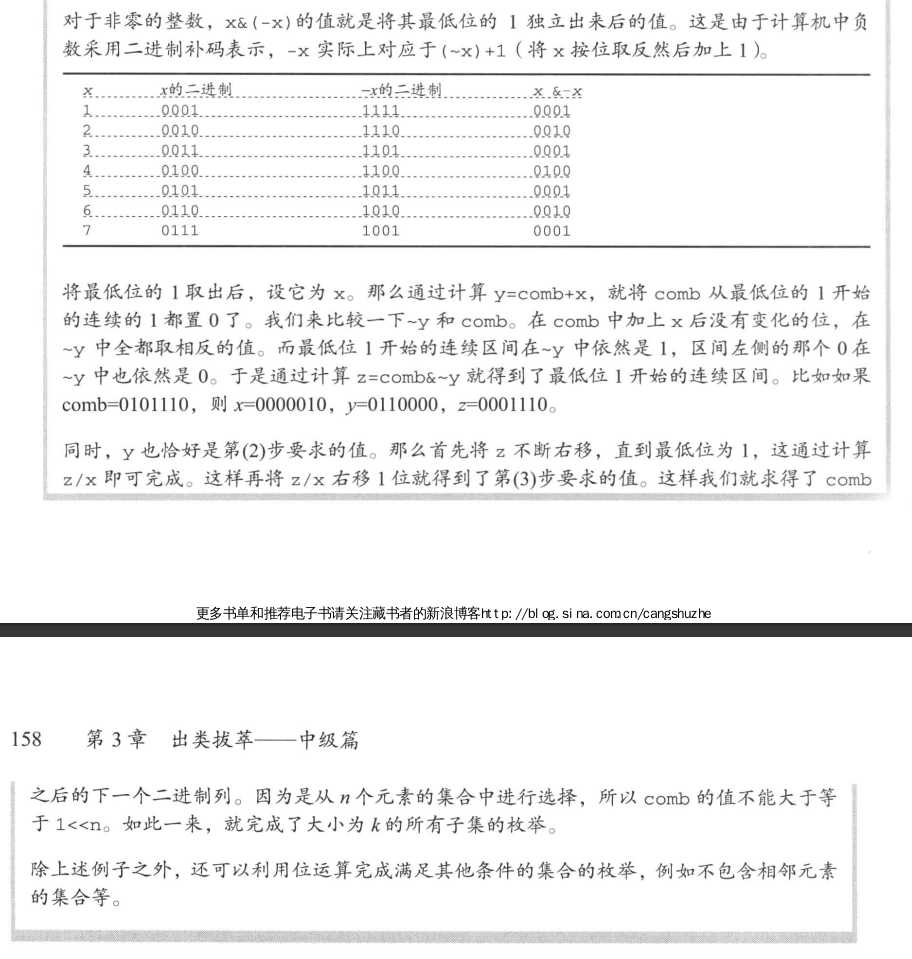 对于非零的整数，x&(-x)的值就是将其最低位的 1 独立出来后的值。这是由于计算机中负
数采用二进制补码表示，-x 实际上对应于(~x)+1（将 x 按位取反然后加上 1）。
x x的二进制 -x的二进制 x &-x
1 0001 1111 0001
2 0010 1110 0010
3 0011 1101 0001
4 0100 1100 0100
5 0101 1011 0001
6 0110 1010 0010
7 0111 1001 0001
将最低位的 1 取出后，设它为 x。那么通过计算 y=comb+x，就将 comb 从最低位的 1 开始
的连续的 1 都置 0 了。我们来比较一下~y 和 comb。在 comb 中加上 x 后没有变化的位，在
~y 中全都取相反的值。而最低位 1 开始的连续区间在~y 中依然是 1，区间左侧的那个 0 在
~y 中也依然是 0。于是通过计算 z=comb&~y 就得到了最低位 1 开始的连续区间。比如如果
comb=0101110，则 x=0000010，y=0110000，z=0001110。
同时，y 也恰好是第(2)步要求的值。那么首先将 z 不断右移，直到最低位为 1，这通过计算
z/x 即可完成。这样再将 z/x 右移 1 位就得到了第(3)步要求的值。这样我们就求得了 comb
更多书单和推荐电子书请关注藏书者的新浪博客http://blog.sina.com.cn/cangshuzhe
158 第 3 章 出类拔萃——中级篇
之后的下一个二进制列。因为是从 n 个元素的集合中进行选择，所以 comb 的值不能大于等
于 1<<n。如此一来，就完成了大小为 k 的所有子集的枚举。
除上述例子之外，还可以利用位运算完成满足其他条件的集合的枚举，例如不包含相邻元素
的集合等。